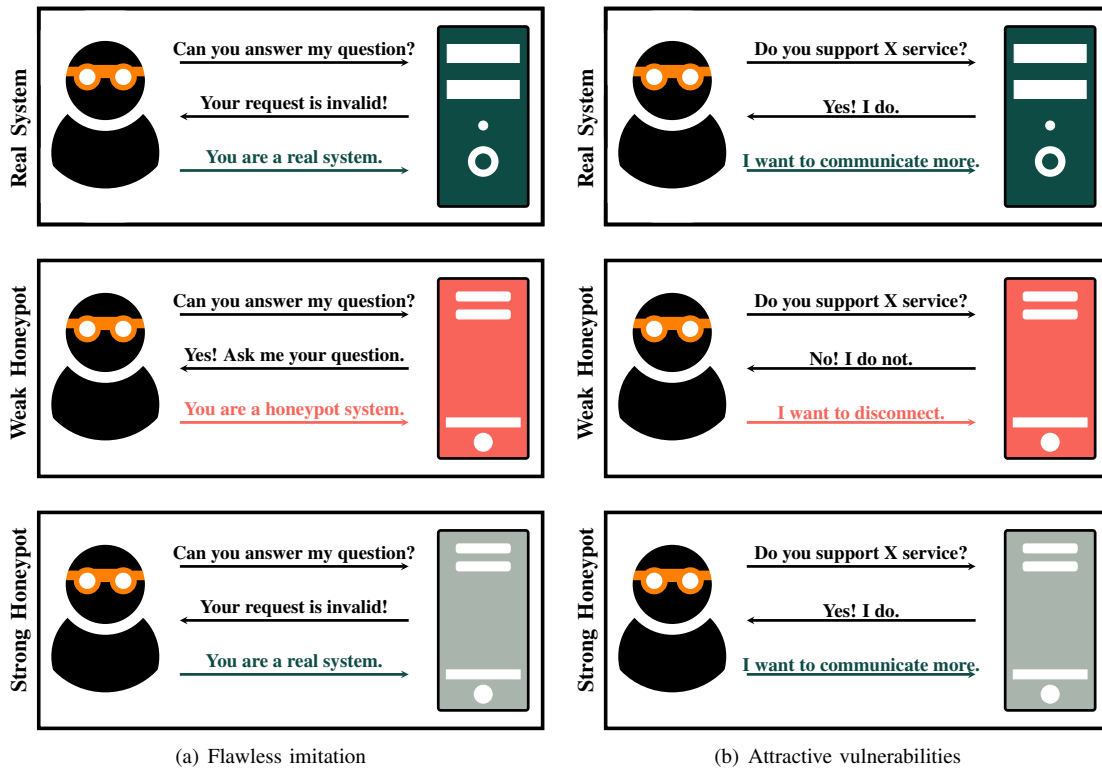 Real System
Can you answer my question?
Your request is invalid!
You are a real system.
Real System
Do you support X service?
Yes! I do.
I want to communicate more.
Weak Honeypot
Can you answer my question?
Yes! Ask me your question.
You are a honeypot system.
Weak Honeypot
Do you support X service?
No! I do not.
I want to disconnect.
Strong Honeypot
Can you answer my question?
Your request is invalid!
You are a real system.
Strong Honeypot
Do you support X service?
Yes! I do.
I want to communicate more.
(a) Flawless imitation
(b) Attractive vulnerabilities